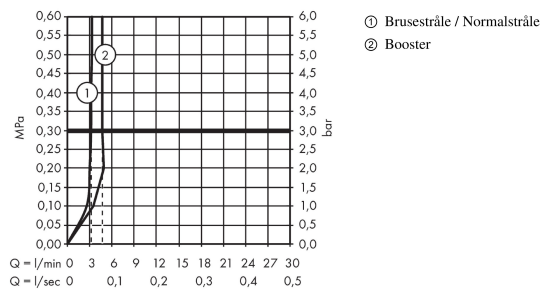 0,60 6,0
0,55 5,5
0,50 5,0
0,45 4,5
0,40 4,0
0,35 3,5
0,30 3,0
0,25 2,5
0,20 2,0
0,15 1,5
0,10 1,0
0,05 0,5
0,00 0,0
MPa
bar
1
2
Q = l/min 0 3 6 9 12 15 18 21 24 27 30
Q = l/sec 0 0,1 0,2 0,3 0,4 0,5
① Brusestråle / Normalstråle
② Booster